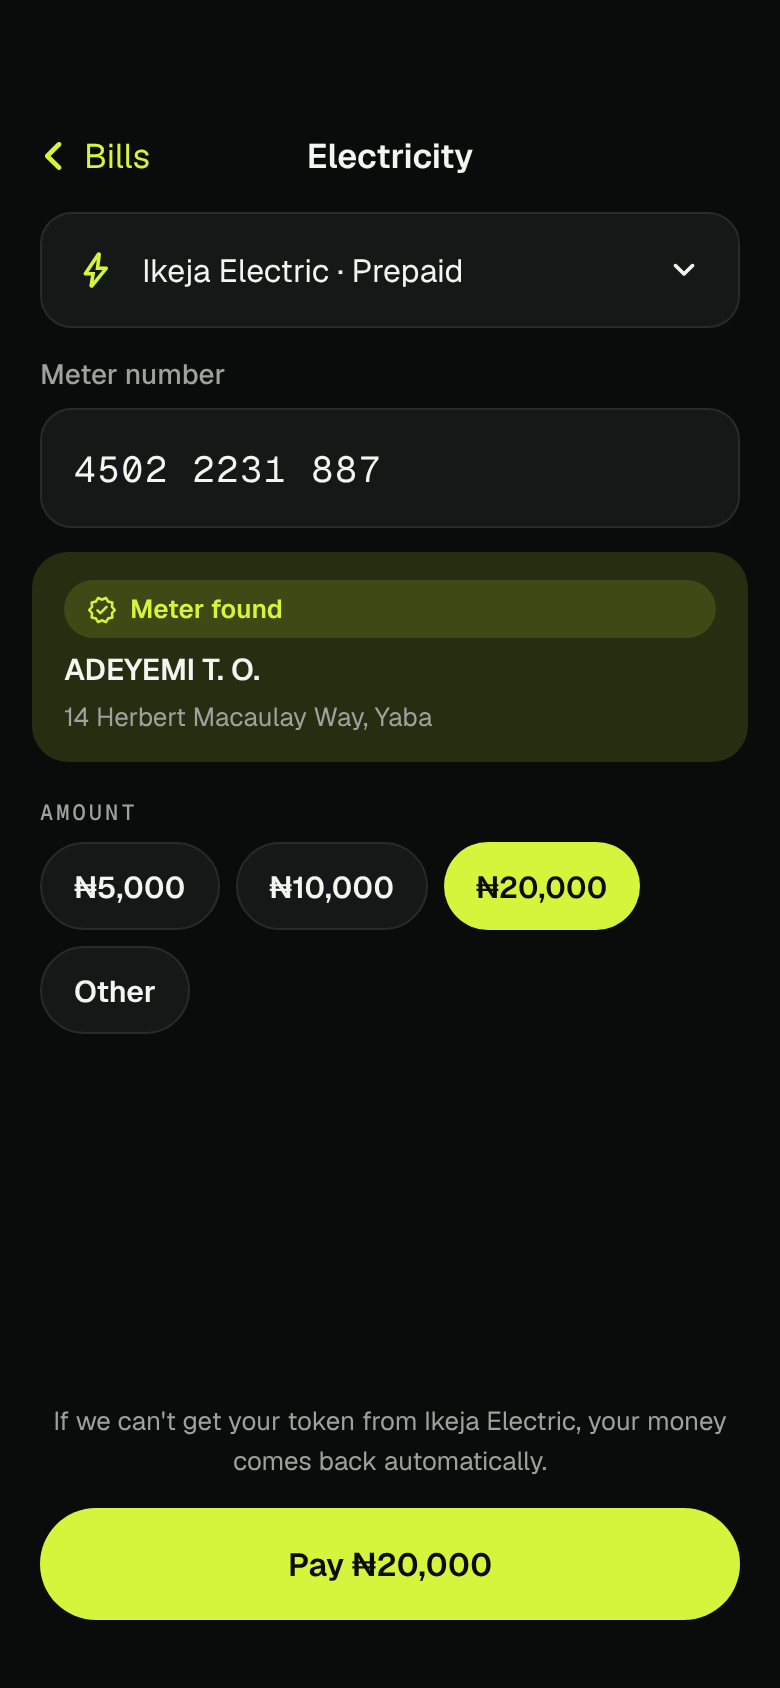 Bills
Electricity
Ikeja Electric · Prepaid
Meter number
4502 2231 887
Meter found
ADEYEMI T. O.
14 Herbert Macaulay Way, Yaba
AMOUNT
₦5,000
₦10,000
₦20,000
Other
If we can't get your token from Ikeja Electric, your money
comes back automatically.
Pay ₦20,000